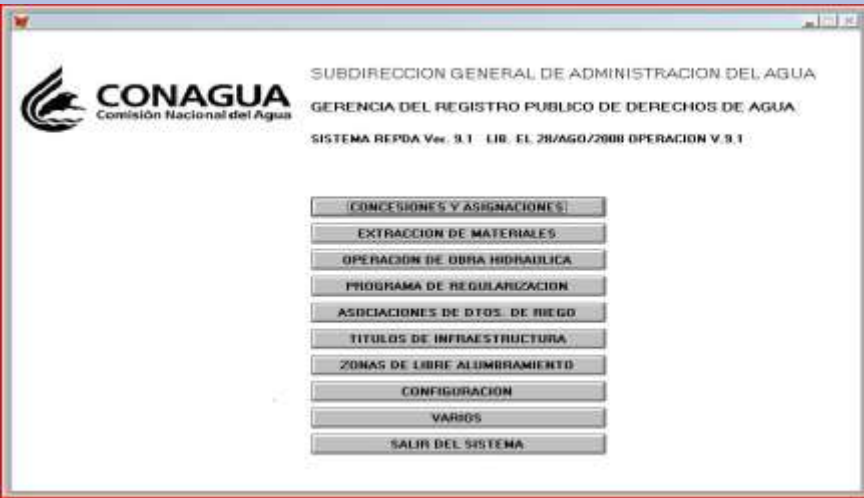 SUBDIRECCION GENERAL DE ADMINISTRACION DEL AGUA
CONAGUA
Comisión Nacional del Agua
GERENCIA DEL REGISTRO PUBLICO DE DERECHOS DE AGUA
SISTEMA REPDA Ver. 9.1 LIB. EL 28/AGO/2008 OPERACION V.9.1
CONCESIONES Y ASIGNACIONES
EXTRACCION DE MATERIALES
OPERACION DE OBRA HIDRAULICA
PROGRAMA DE REGULARIZACION
ASOCIACIONES DE DTOS. DE RIEGO
TITULOS DE INFRAESTRUCTURA
ZONAS DE LIBRE ALUMBRAMIENTO
CONFIGURACION
VARIOS
SALIR DEL SISTEMA